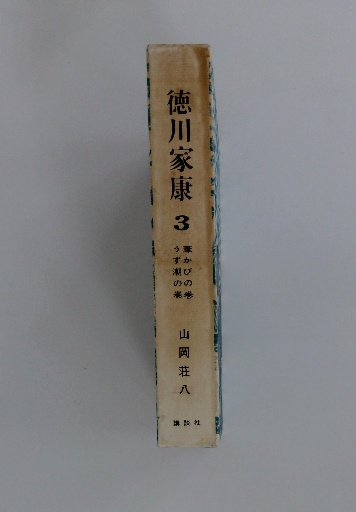 徳川家康
3
葦かびの巻
うず潮の巻
山岡荘八
講談社